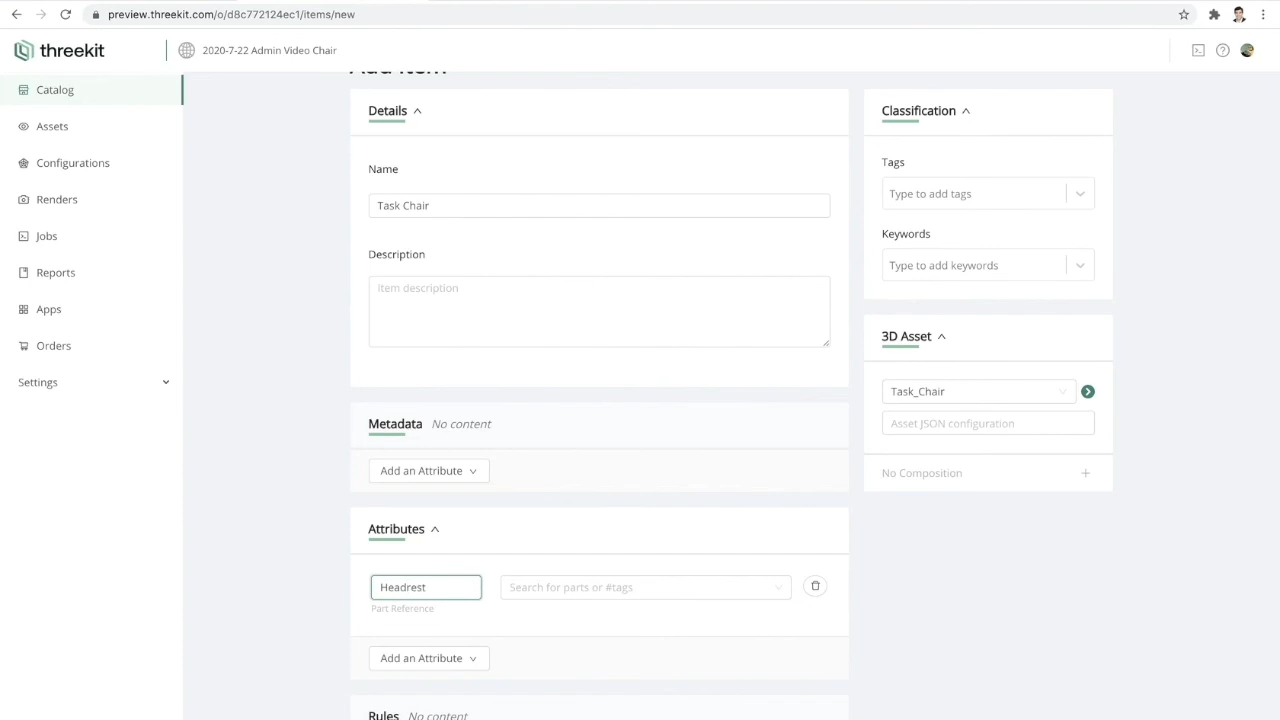 preview.threekit.com/o/d8c772124ec1/items/new
threekit
2020-7-22 Admin Video Chair
Catalog
Assets
Configurations
Renders
Jobs
Reports
Apps
Orders
Settings
Add Item
Details
Name
Task Chair
Description
Item description
Metadata No content
Add an Attribute
Attributes
Headrest
Search for parts or #tags
Part Reference
Add an Attribute
Rules No content
Classification
Tags
Type to add tags
Keywords
Type to add keywords
3D Asset
Task_Chair
Asset JSON configuration
No Composition